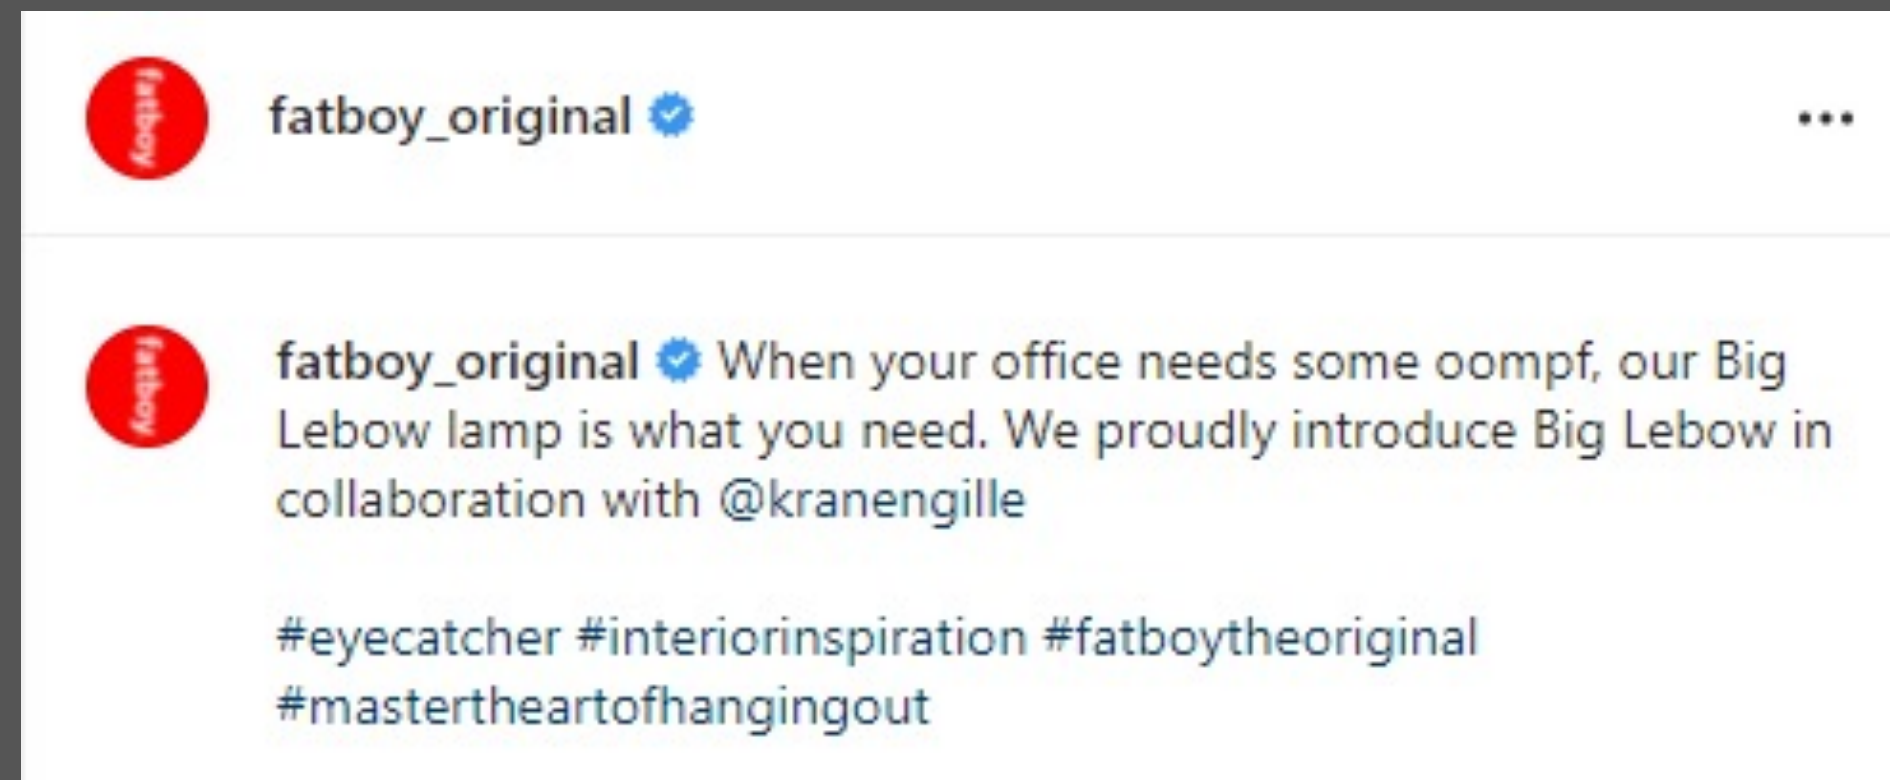 fatboy
fatboy_original
fatboy
fatboy_original When your office needs some oompf, our Big
Lebow lamp is what you need. We proudly introduce Big Lebow in
collaboration with @kranengille
#eyecatcher #interiorinspiration #fatboytheoriginal
#mastertheartofhangingout